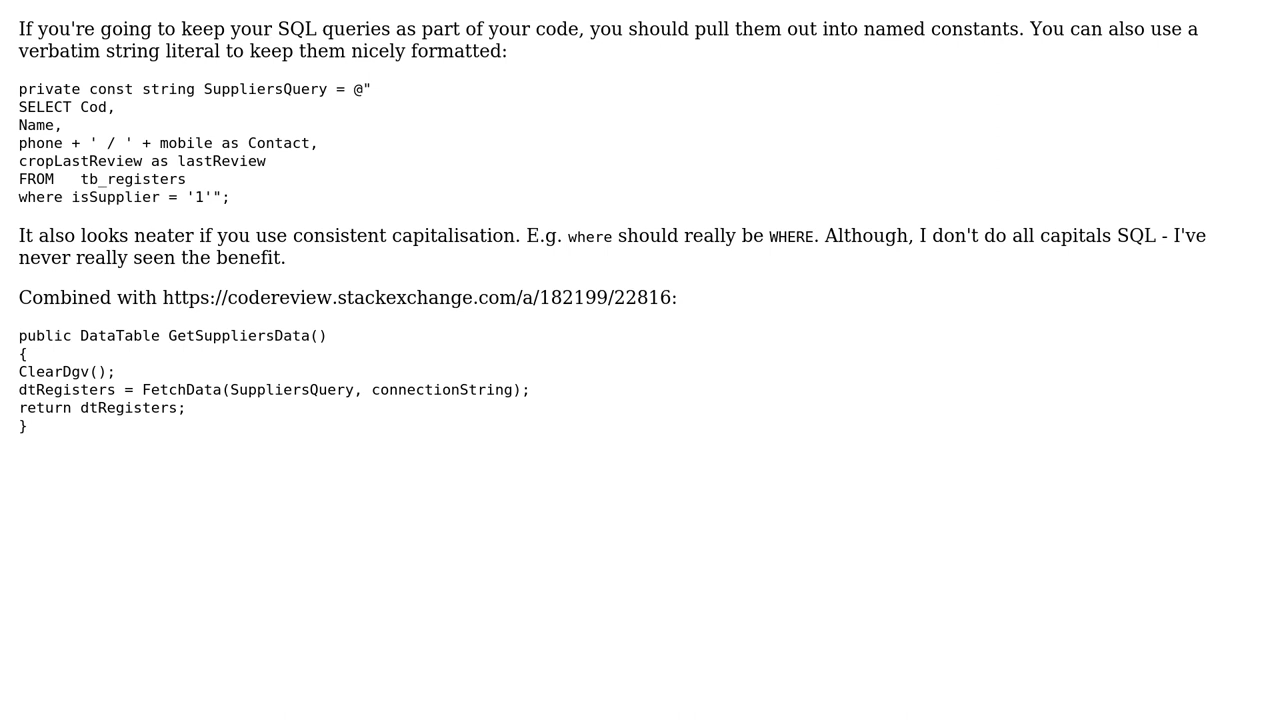 If you're going to keep your SQL queries as part of your code, you should pull them out into named constants. You can also use a
verbatim string literal to keep them nicely formatted:
private const string SuppliersQuery = @"
SELECT Cod,
Name,
phone + ' / ' + mobile as Contact,
cropLastReview as lastReview
FROM   tb_registers
where isSupplier = '1'";
It also looks neater if you use consistent capitalisation. E.g. where should really be WHERE. Although, I don't do all capitals SQL - I've
never really seen the benefit.
Combined with https://codereview.stackexchange.com/a/182199/22816:
public DataTable GetSuppliersData()
{
ClearDgv();
dtRegisters = FetchData(SuppliersQuery, connectionString);
return dtRegisters;
}